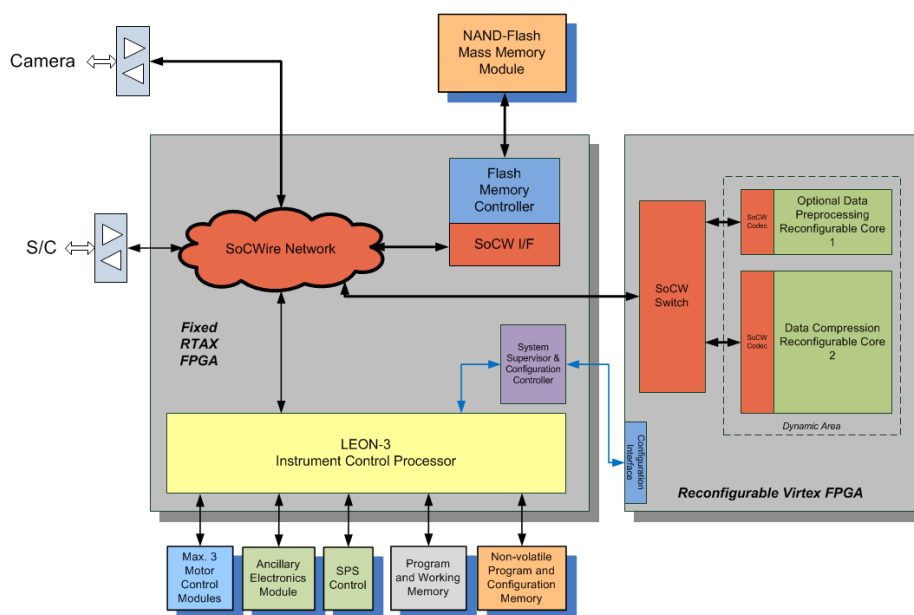 NAND-Flash
Mass Memory
Module
Camera
Flash
Memory
Controller
SoCW I/F
S/C
SoCWire Network
Fixed
RTAX
FPGA
System
Supervisor &
Configuration
Controller
LEON-3
Instrument Control Processor
SoCW
Switch
SoCW
Codec
Optional Data
Preprocessing
Reconfigurable Core
1
SoCW
Codec
Data Compression
Reconfigurable Core
2
Dynamic Area
Configuration
Interface
Reconfigurable Virtex FPGA
Max. 3
Motor
Control
Modules
Ancillary
Electronics
Module
SPS
Control
Program
and Working
Memory
Non-volatile
Program and
Configuration
Memory